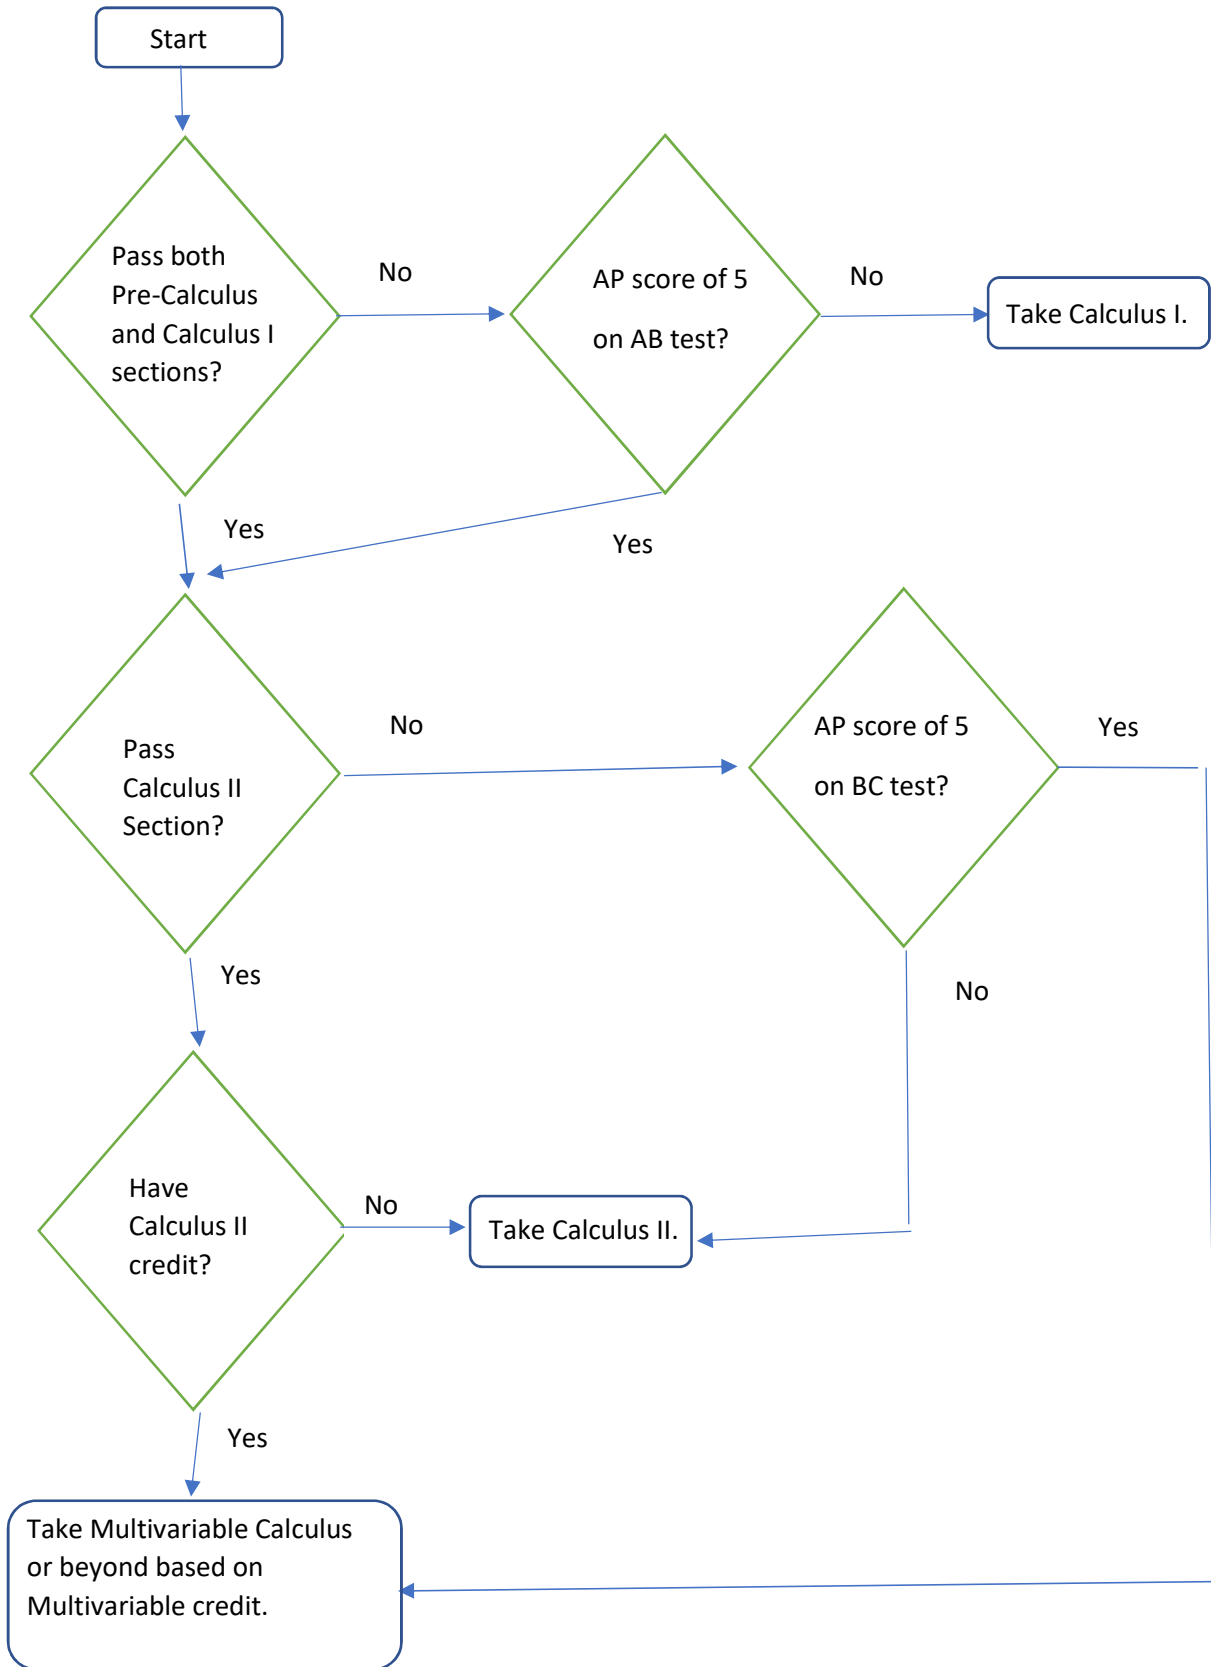 Start
Pass both
Pre-Calculus
and Calculus I
sections?
No
AP score of 5
on AB test?
No
Take Calculus I.
Yes
Yes
Pass
Calculus II
Section?
No
AP score of 5
on BC test?
Yes
Yes
No
Have
Calculus II
credit?
No
Take Calculus II.
Yes
Take Multivariable Calculus
or beyond based on
Multivariable credit.